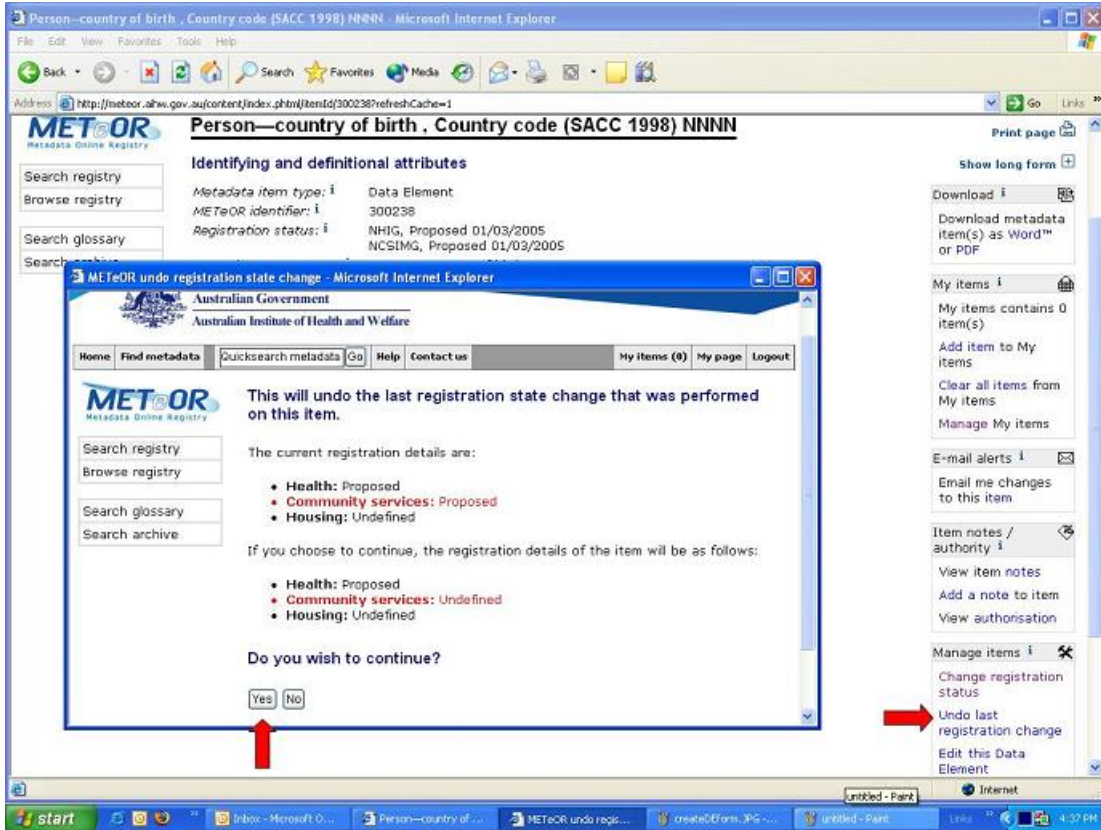 Person—country of birth , Country code (SACC 1998) NNNN - Microsoft Internet Explorer
File Edit View Favorites Tools Help
Back Search Favorites Media
Address http://meteor.aihw.gov.au/content/index.phtml/itemId/300238?refreshCache=1 Go Links
METeOR
Metadata Online Registry
Search registry
Browse registry
Search glossary
Search archive
Person—country of birth , Country code (SACC 1998) NNNN
Identifying and definitional attributes
Metadata item type: i Data Element
METeOR identifier: i 300238
Registration status: i NHIG, Proposed 01/03/2005
NCSIMG, Proposed 01/03/2005
METeOR undo registration state change - Microsoft Internet Explorer
Australian Government
Australian Institute of Health and Welfare
Home Find metadata Quicksearch metadata Go Help Contact us My items (0) My page Logout
METeOR
Metadata Online Registry
Search registry
Browse registry
Search glossary
Search archive
This will undo the last registration state change that was performed
on this item.
The current registration details are:
• Health: Proposed
• Community services: Proposed
• Housing: Undefined
If you choose to continue, the registration details of the item will be as follows:
• Health: Proposed
• Community services: Undefined
• Housing: Undefined
Do you wish to continue?
Yes No
Print page
Show long form
Download i
Download metadata
item(s) as Word™
or PDF
My items i
My items contains 0
item(s)
Add item to My
items
Clear all items from
My items
Manage My items
E-mail alerts i
Email me changes
to this item
Item notes /
authority i
View item notes
Add a note to item
View authorisation
Manage items i
Change registration
status
Undo last
registration change
Edit this Data
Element
Internet
untitled - Paint
start Inbox - Microsoft O... Person—country of ... METeOR undo regis... createDEform.JPG -... untitled - Paint Links 4:37 PM